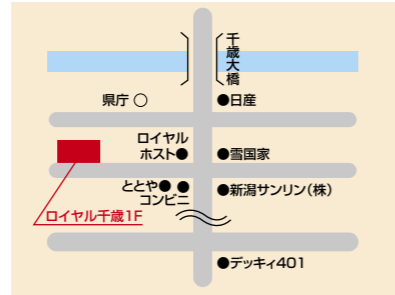 千歳大橋
県庁○
●日産
ロイヤル
ホスト●
●雪国家
ととや● ●
コンビニ
●新潟サンリン(株)
ロイヤル千歳1F
●デッキィ401